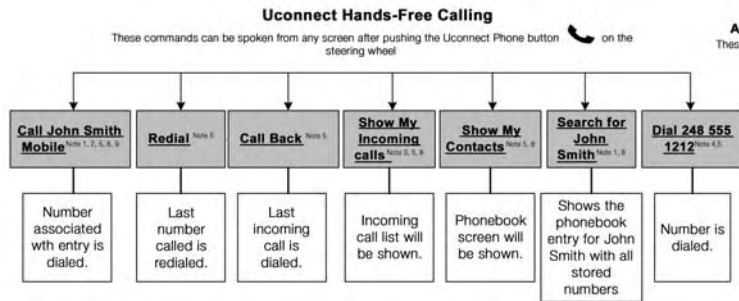 Uconnect Hands-Free Calling
These commands can be spoken from any screen after pushing the Uconnect Phone button on the
steering wheel
A
Thes
Call John Smith
Mobile Note 1, 2, 5, 8, 9
Redial Note 5
Call Back Note 5
Show My
Incoming
calls Note 3, 5, 8
Show My
Contacts Note 5, 8
Search for
John
Smith Note 1, 8
Dial 248 555
1212 Note 4,5
Number
associated
wth entry is
dialed.
Last
number
called is
redialed.
Last
incoming
call is
dialed.
Incoming
call list will
be shown.
Phonebook
screen will
be shown.
Shows the
phonebook
entry for John
Smith with all
stored
numbers
Number is
dialed.